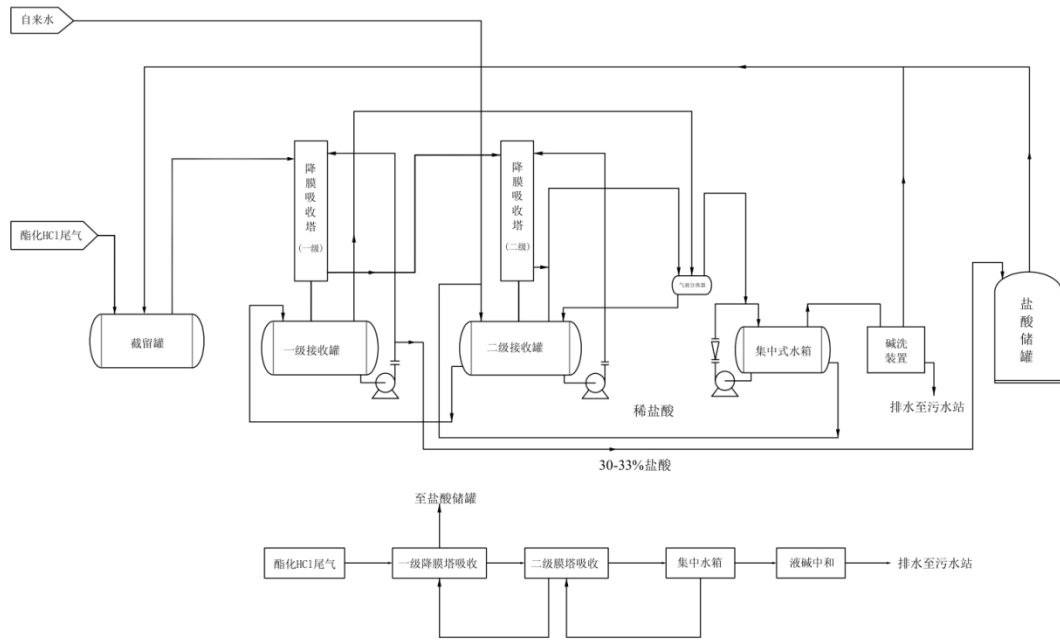 自来水
酯化HCl尾气
截留罐
降膜吸收塔
(一级)
一级接收罐
降膜吸收塔
(二级)
二级接收罐
气液分离器
集中式水箱
碱洗
装置
盐酸储罐
排水至污水站
稀盐酸
30-33%盐酸
至盐酸储罐
酯化HCl尾气
一级降膜塔吸收
二级膜塔吸收
集中水箱
液碱中和
排水至污水站